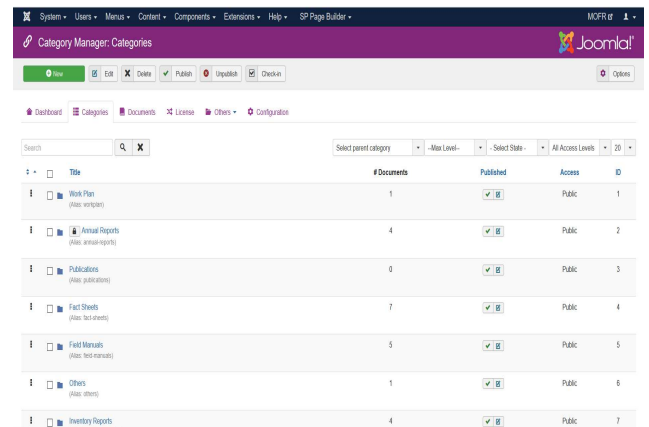 System Users Menus Content Components Extensions Help SP Page Builder MOFR
Category Manager: Categories Joomla!
New Edit Delete Publish Unpublish Check-in Options
Dashboard Categories Documents License Others Configuration
Search Select parent category --Max Level-- - Select State - All Access Levels 20
Title # Documents Published Access ID
Work Plan 1 Public 1
(Alias: workplan)
Annual Reports 4 Public 2
(Alias: annual-reports)
Publications 0 Public 3
(Alias: publications)
Fact Sheets 7 Public 4
(Alias: fact-sheets)
Field Manuals 5 Public 5
(Alias: field-manuals)
Others 1 Public 6
(Alias: others)
Inventory Reports 4 Public 7